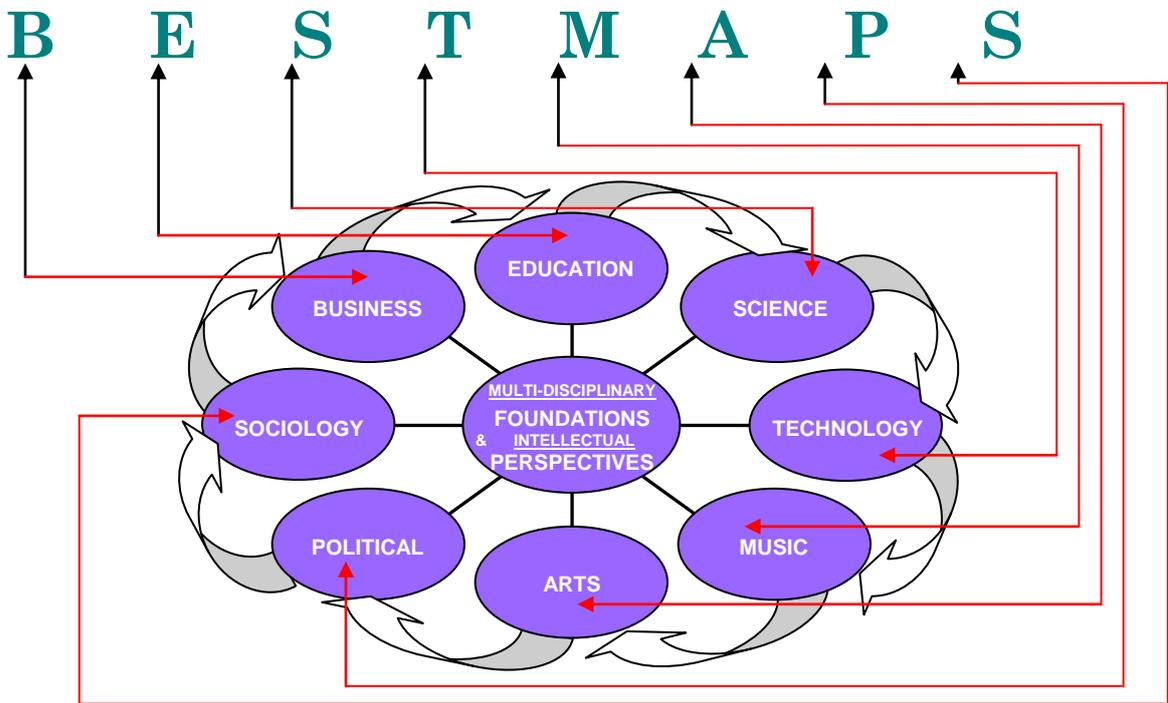 B E S T M A P S
EDUCATION
BUSINESS
SCIENCE
MULTI-DISCIPLINARY
FOUNDATIONS
& INTELLECTUAL
PERSPECTIVES
SOCIOLOGY
TECHNOLOGY
POLITICAL
MUSIC
ARTS